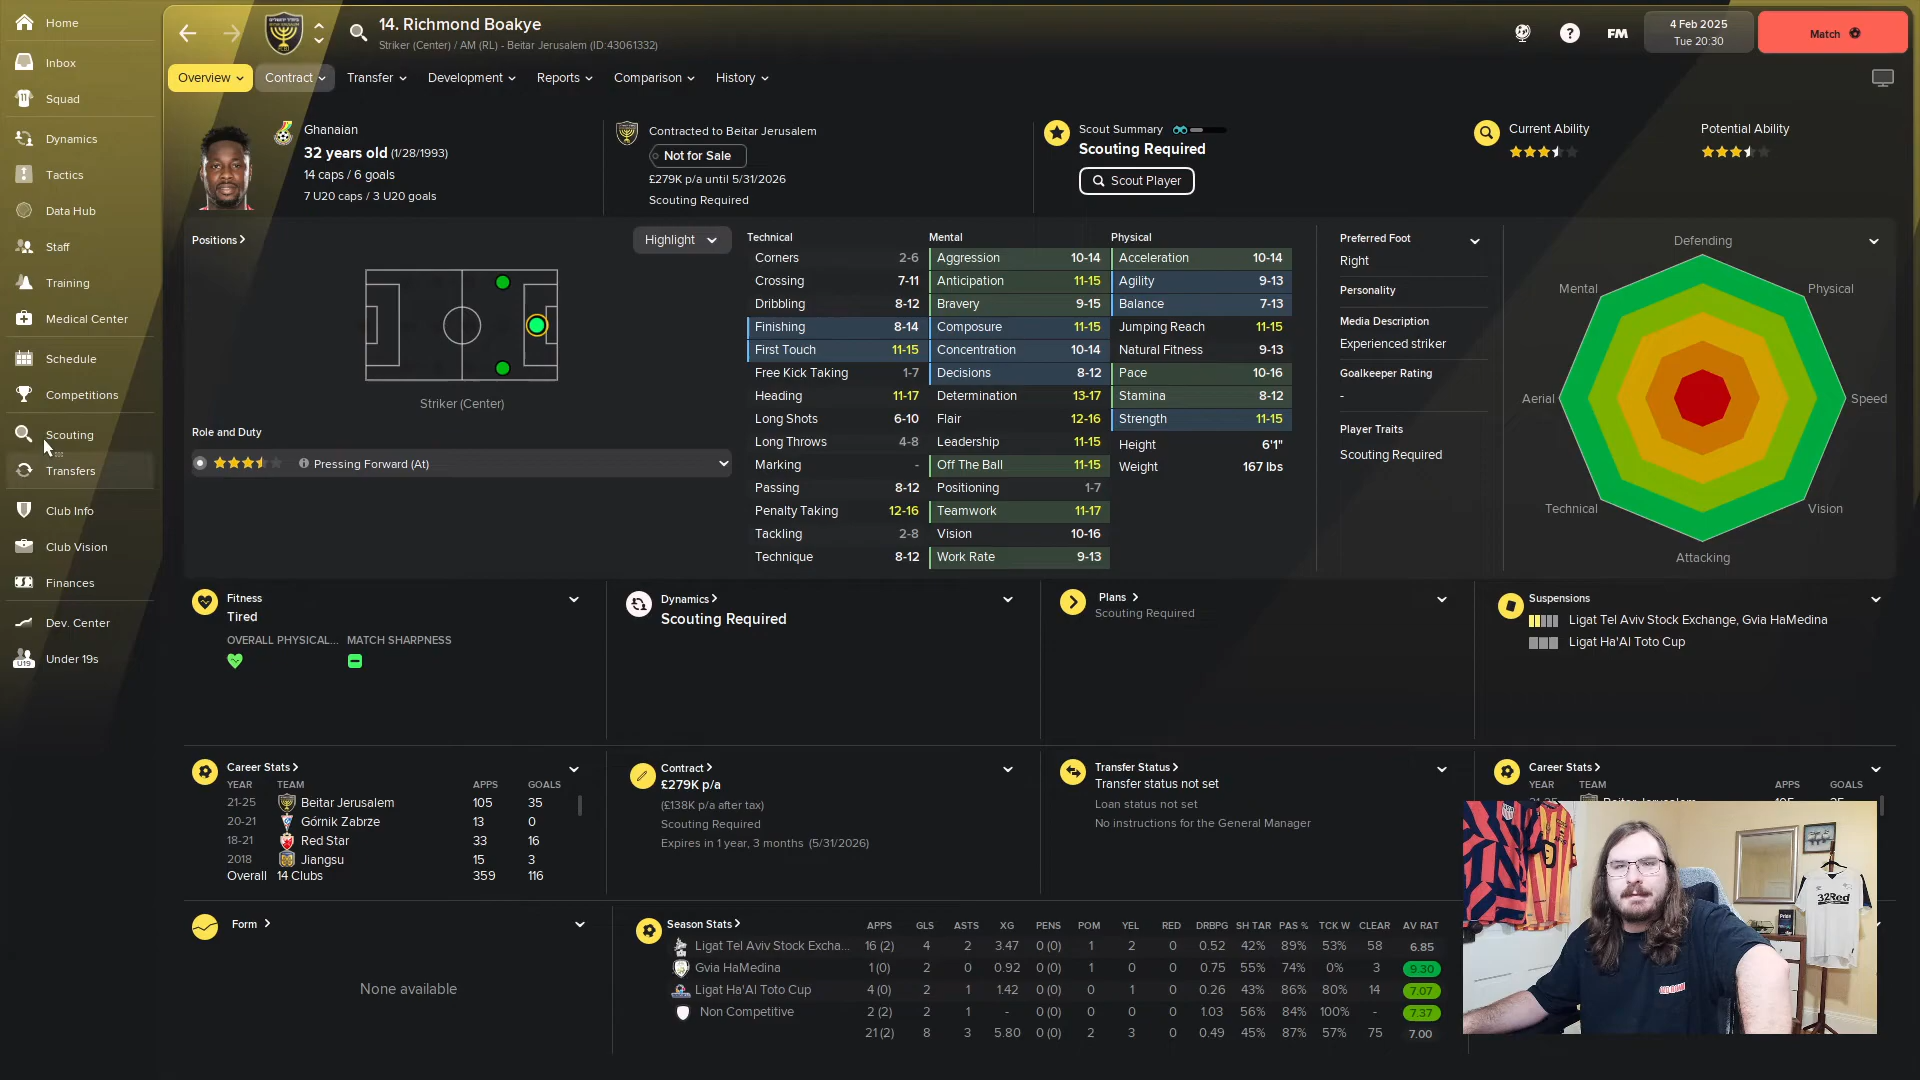 Home
Inbox
Squad
Dynamics
Tactics
Data Hub
Staff
Training
Medical Center
Schedule
Competitions
Scouting
Transfers
Club Info
Club Vision
Finances
Dev. Center
Under 19s
14. Richmond Boakye
Striker (Center) / AM (RL) - Beitar Jerusalem (ID:43061332)
FM
4 Feb 2025
Tue 20:30
Match
Overview
Contract
Transfer
Development
Reports
Comparison
History
Ghanaian
32 years old (1/28/1993)
14 caps / 6 goals
7 U20 caps / 3 U20 goals
Contracted to Beitar Jerusalem
Not for Sale
£279K p/a until 5/31/2026
Scouting Required
Scout Summary
Scouting Required
Scout Player
Current Ability
Potential Ability
Positions
Highlight
Striker (Center)
Role and Duty
Pressing Forward (At)
Technical
Corners 2-6
Crossing 7-11
Dribbling 8-12
Finishing 8-14
First Touch 11-15
Free Kick Taking 1-7
Heading 11-17
Long Shots 6-10
Long Throws 4-8
Marking -
Passing 8-12
Penalty Taking 12-16
Tackling 2-8
Technique 8-12
Mental
Aggression 10-14
Anticipation 11-15
Bravery 9-15
Composure 11-15
Concentration 10-14
Decisions 8-12
Determination 13-17
Flair 12-16
Leadership 11-15
Off The Ball 11-15
Positioning 1-7
Teamwork 11-17
Vision 10-16
Work Rate 9-13
Physical
Acceleration 10-14
Agility 9-13
Balance 7-13
Jumping Reach 11-15
Natural Fitness 9-13
Pace 10-16
Stamina 8-12
Strength 11-15
Height 6'1"
Weight 167 lbs
Preferred Foot
Right
Personality
Media Description
Experienced striker
Goalkeeper Rating
-
Player Traits
Scouting Required
Defending
Mental
Physical
Aerial
Speed
Technical
Vision
Attacking
Fitness
Tired
OVERALL PHYSICAL... MATCH SHARPNESS
Dynamics
Scouting Required
Plans
Scouting Required
Suspensions
Ligat Tel Aviv Stock Exchange, Gvia HaMedina
Ligat Ha'Al Toto Cup
Career Stats
YEAR TEAM APPS GOALS
21-25 Beitar Jerusalem 105 35
20-21 Górnik Zabrze 13 0
18-21 Red Star 33 16
2018 Jiangsu 15 3
Overall 14 Clubs 359 116
Contract
£279K p/a
(£138K p/a after tax)
Scouting Required
Expires in 1 year, 3 months (5/31/2026)
Transfer Status
Transfer status not set
Loan status not set
No instructions for the General Manager
Career Stats
YEAR TEAM APPS GOALS
Form
None available
Season Stats APPS GLS ASTS XG PENS POM YEL RED DRBPG SH TAR PAS % TCK W CLEAR AV RAT
Ligat Tel Aviv Stock Excha... 16 (2) 4 2 3.47 0 (0) 1 2 0 0.52 42% 89% 53% 58 6.85
Gvia HaMedina 1 (0) 2 0 0.92 0 (0) 1 0 0 0.75 55% 74% 0% 3 9.30
Ligat Ha'Al Toto Cup 4 (0) 2 1 1.42 0 (0) 0 1 0 0.26 43% 86% 80% 14 7.07
Non Competitive 2 (2) 2 1 - 0 (0) 0 0 0 1.03 56% 84% 100% - 7.37
21 (2) 8 3 5.80 0 (0) 2 3 0 0.49 45% 87% 57% 75 7.00
32Red